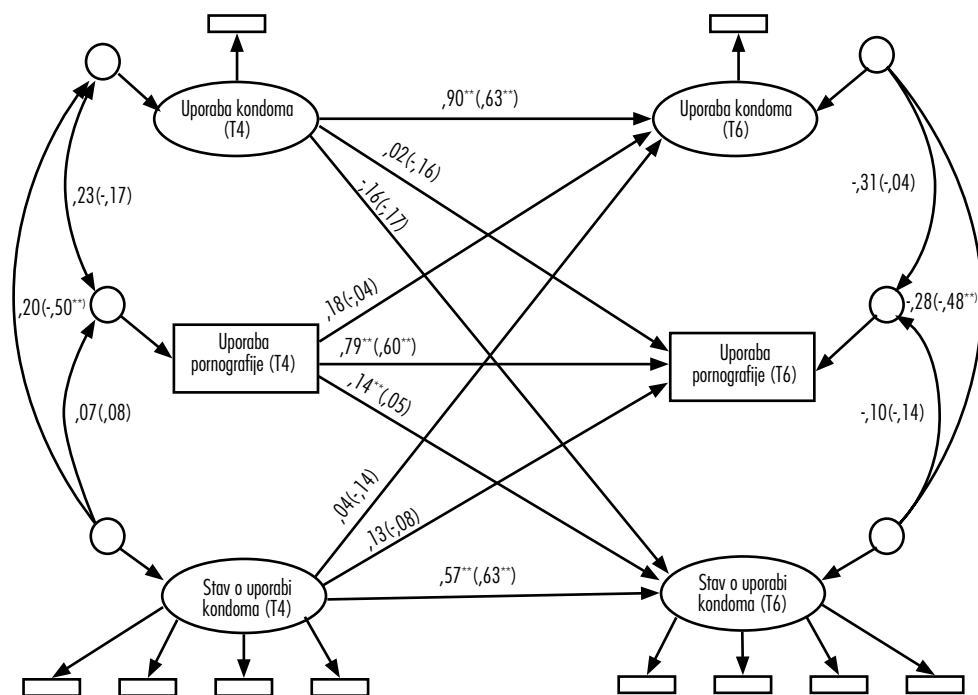 Uporaba kondoma
(T4)
Uporaba kondoma
(T6)
,90**(,63**)
,02(-,16)
-,16(-,17)
,23(-,17)
-,31(-,04)
,20(-,50**)
-,28(-,48**)
,18(-,04)
Uporaba
pornografije (T4)
,79**(,60**)
Uporaba
pornografije (T6)
,14**(,05)
,07(,08)
-,10(-,14)
,04(-,14)
,13(-,08)
Stav o uporabi
kondoma (T4)
,57**(,63**)
Stav o uporabi
kondoma (T6)